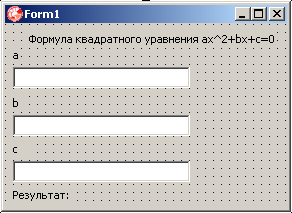 Form1
Формула квадратного уравнения ax^2+bx+c=0
a
b
c
Результат: